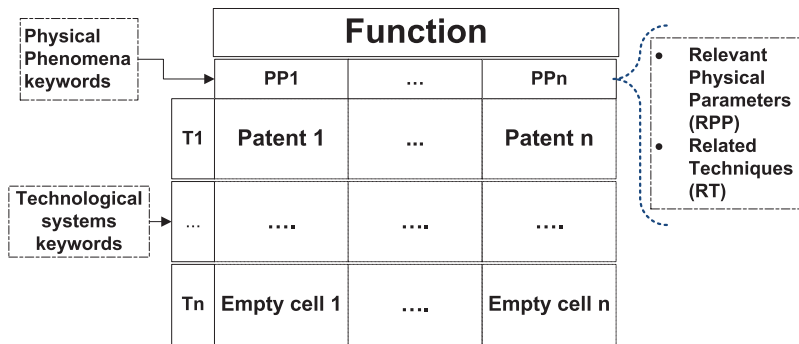 Function
Physical
Phenomena
keywords
PP1 ... PPn
T1 Patent 1 ... Patent n
Technological
systems
keywords
... .... .... ....
Tn Empty cell 1 .... Empty cell n
• Relevant
Physical
Parameters
(RPP)
• Related
Techniques
(RT)